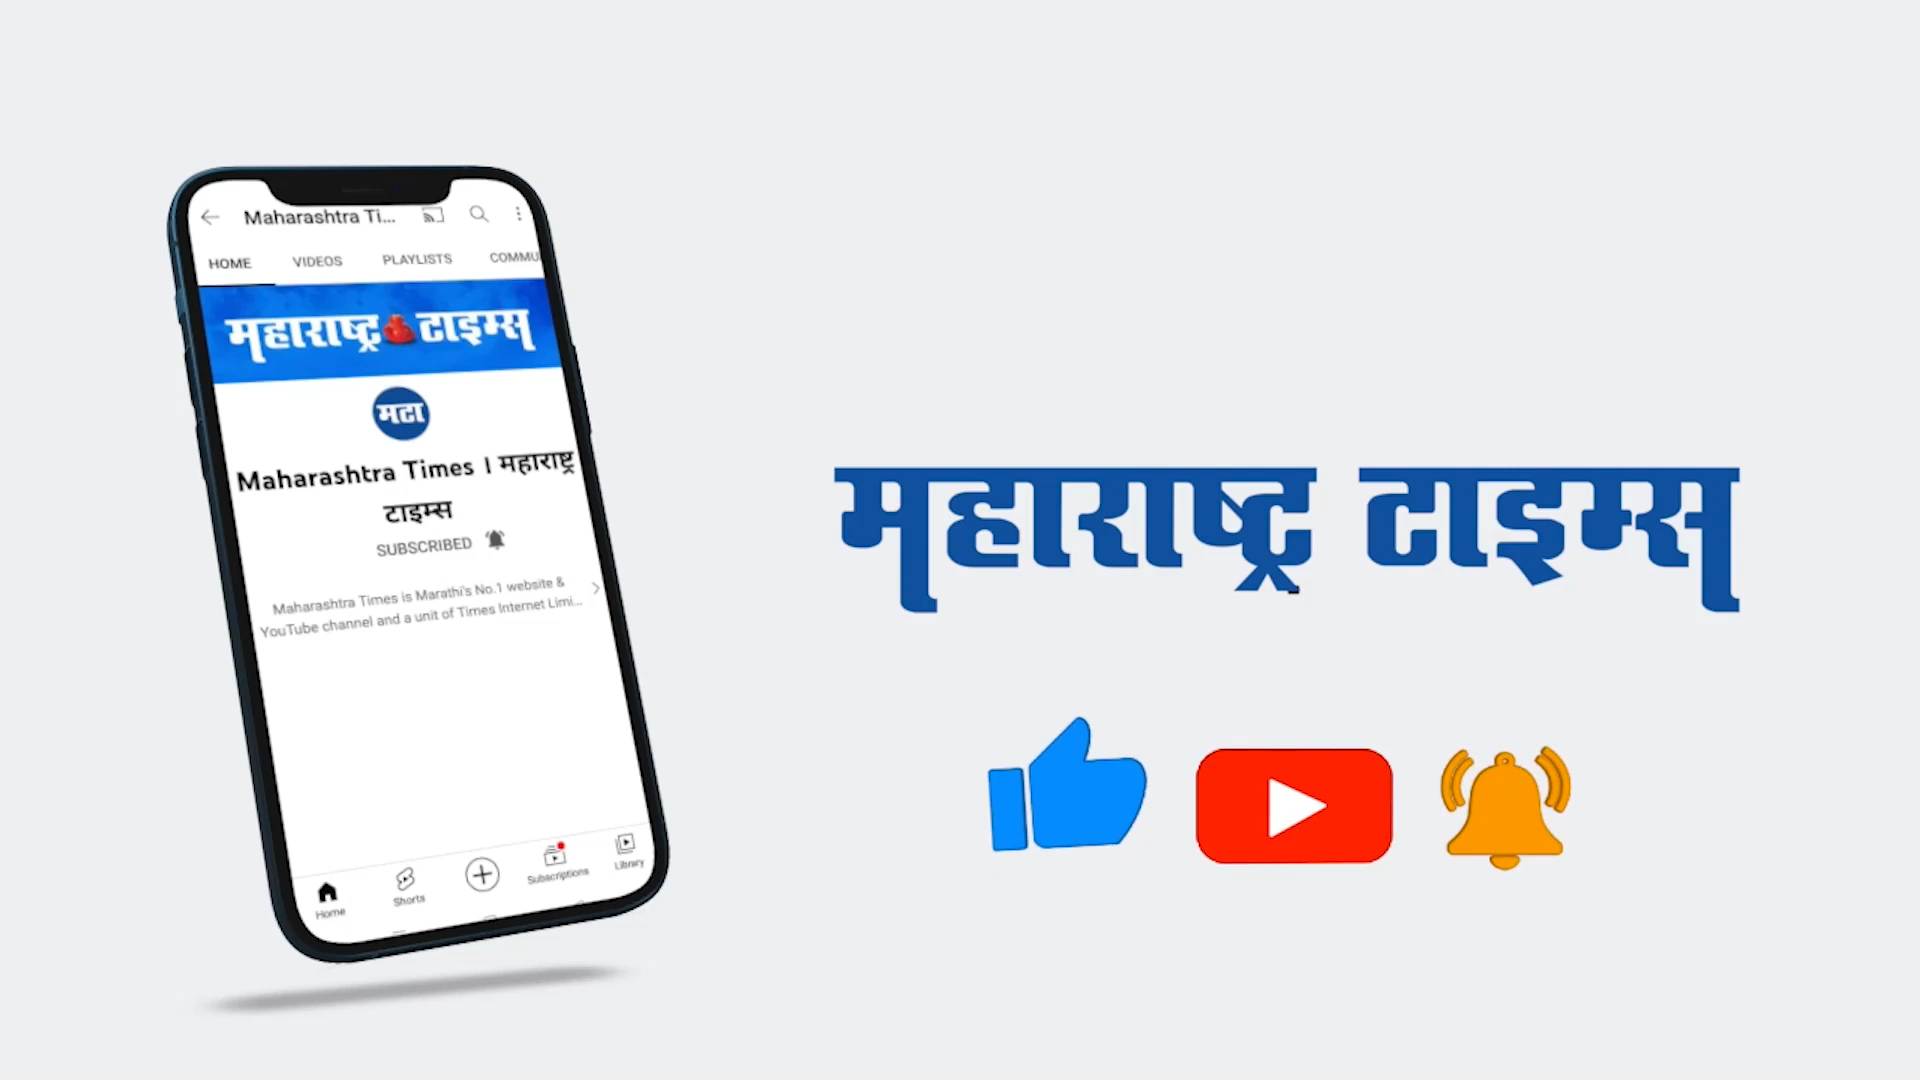 Maharashtra Ti...
HOME VIDEOS PLAYLISTS COMMU
महाराष्ट्र टाइम्स
मटा
Maharashtra Times । महाराष्ट्र
टाइम्स
SUBSCRIBED
Maharashtra Times is Marathi's No.1 website &
YouTube channel and a unit of Times Internet Limi...
Home Shorts Subscriptions Library
महाराष्ट्र टाइम्स